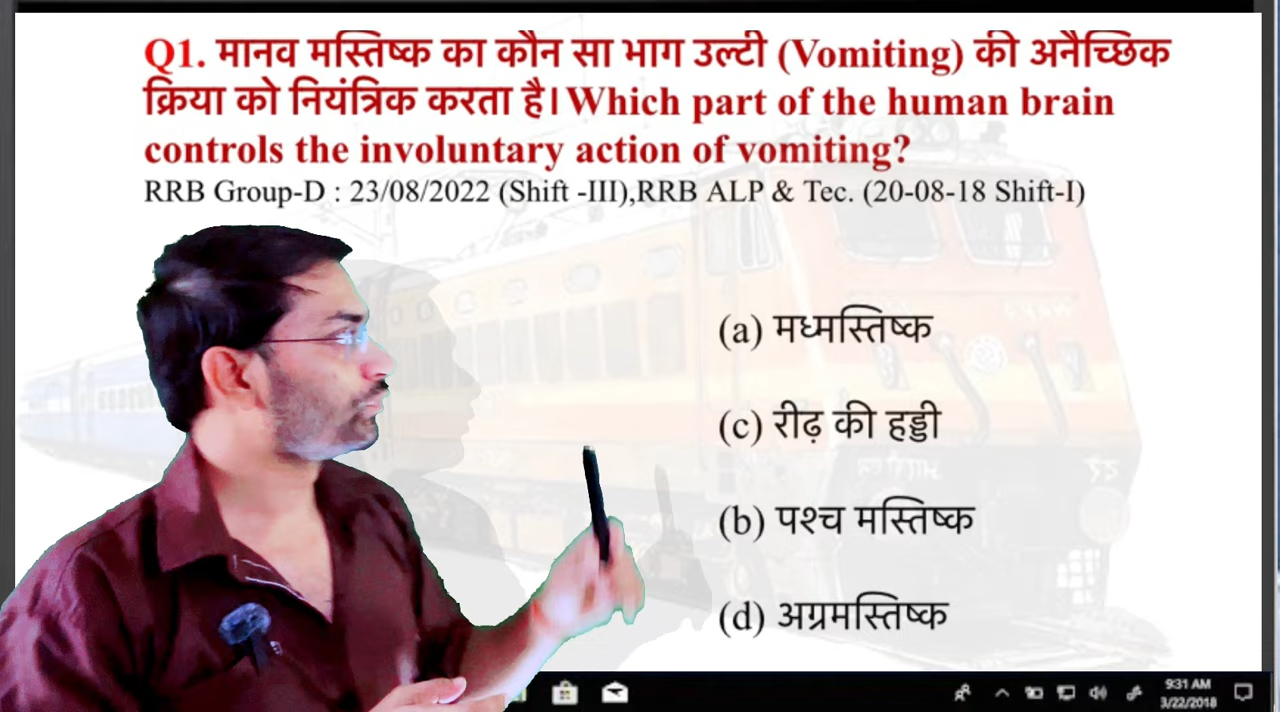 Q1. मानव मस्तिष्क का कौन सा भाग उल्टी (Vomiting) की अनैच्छिक
क्रिया को नियंत्रिक करता है। Which part of the human brain
controls the involuntary action of vomiting?
RRB Group-D : 23/08/2022 (Shift -III),RRB ALP & Tec. (20-08-18 Shift-I)
(a) मध्मस्तिष्क
(c) रीढ़ की हड्डी
(b) पश्च मस्तिष्क
(d) अग्रमस्तिष्क
9:31 AM
3/22/2018